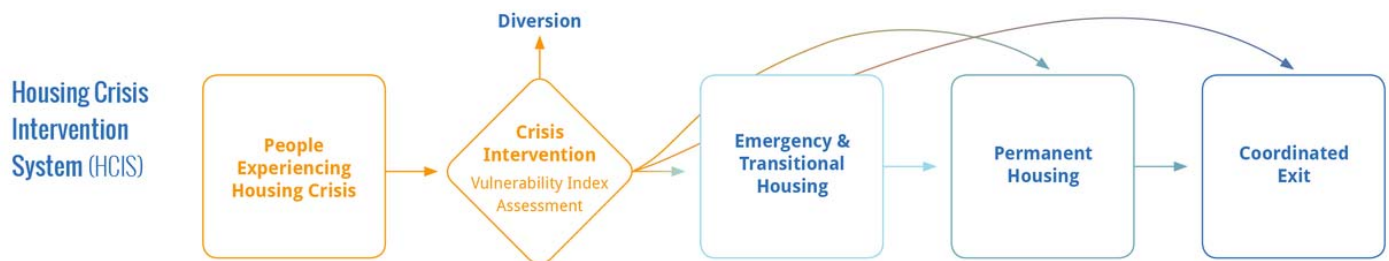 Diversion
Housing Crisis
Intervention
System (HCIS)
People
Experiencing
Housing Crisis
Crisis
Intervention
Vulnerability Index
Assessment
Emergency &
Transitional
Housing
Permanent
Housing
Coordinated
Exit